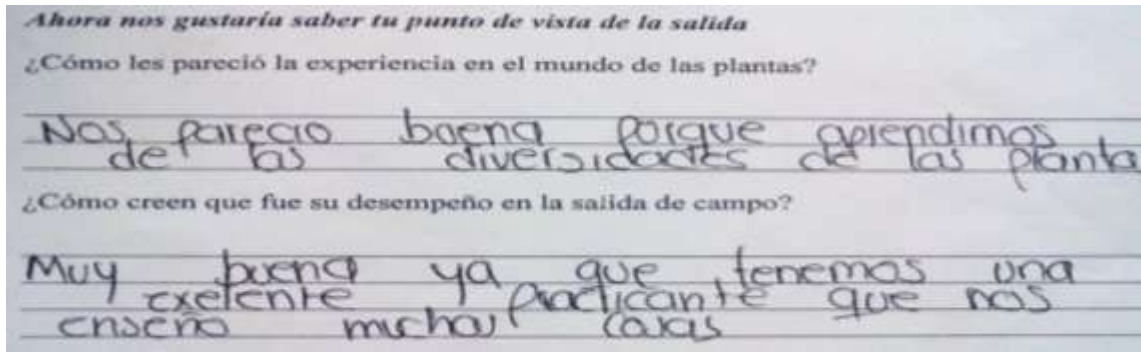 Ahora nos gustaría saber tu punto de vista de la salida
¿Cómo les pareció la experiencia en el mundo de las plantas?
Nos parecio buena porque aprendimos
de las diversidades de las planta
¿Cómo creen que fue su desempeño en la salida de campo?
Muy buena ya que tenemos una
exelente practicante que nos
enseño muchas cosas